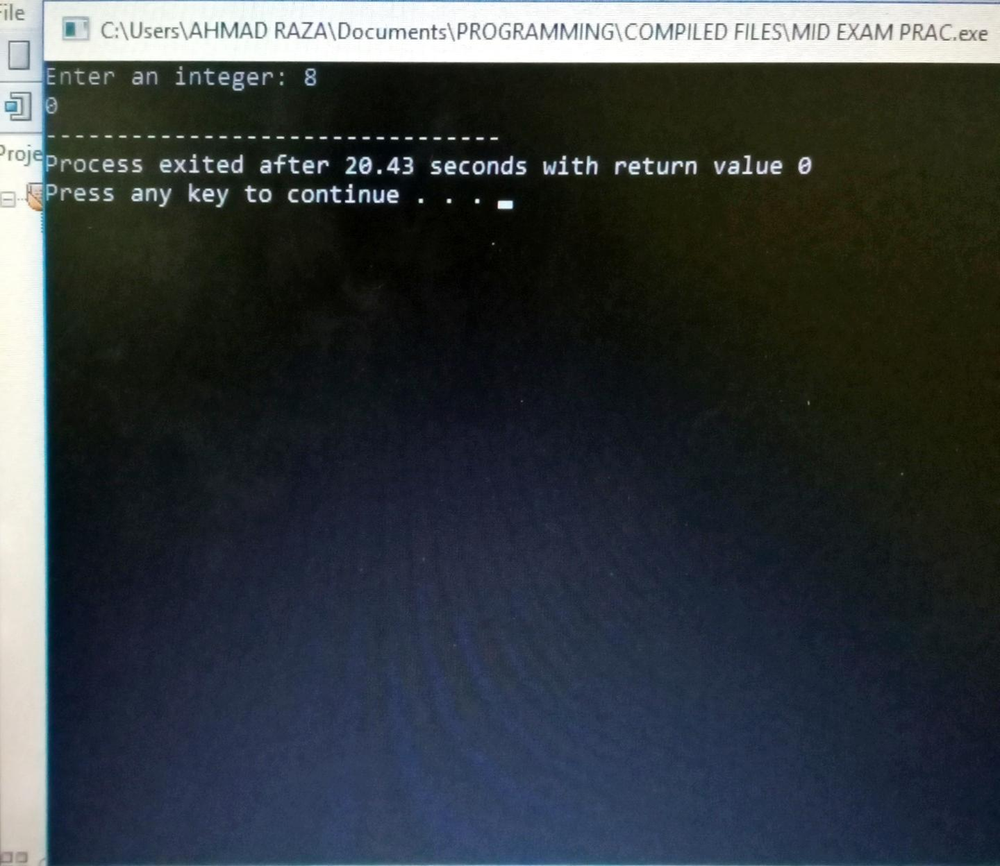 File
C:\Users\AHMAD RAZA\Documents\PROGRAMMING\COMPILED FILES\MID EXAM PRAC.exe
Enter an integer: 8
0
--------------------------------
Proje
Process exited after 20.43 seconds with return value 0
Press any key to continue . . .